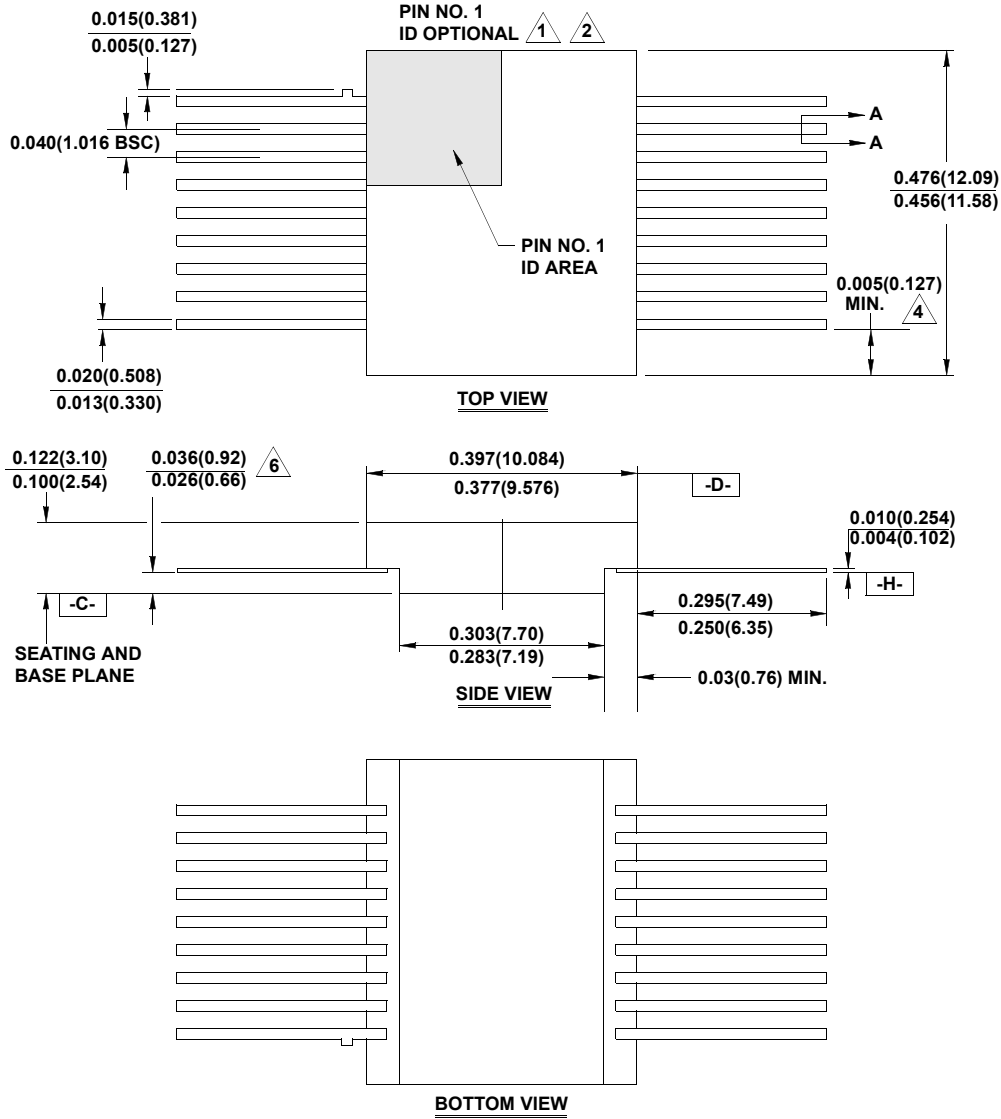 0.015(0.381)
0.005(0.127)
PIN NO. 1
ID OPTIONAL
1
2
0.040(1.016 BSC)
A
A
0.476(12.09)
0.456(11.58)
PIN NO. 1
ID AREA
0.005(0.127)
MIN.
4
0.020(0.508)
0.013(0.330)
TOP VIEW
0.122(3.10)
0.100(2.54)
0.036(0.92)
0.026(0.66)
6
0.397(10.084)
0.377(9.576)
-D-
0.010(0.254)
0.004(0.102)
-H-
-C-
0.295(7.49)
0.250(6.35)
0.303(7.70)
0.283(7.19)
SEATING AND
BASE PLANE
0.03(0.76) MIN.
SIDE VIEW
BOTTOM VIEW